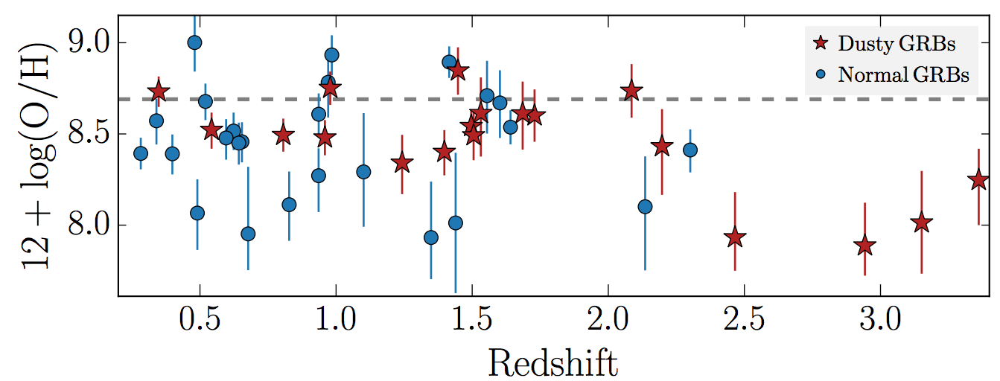 12 + log(O/H)
9.0
8.5
8.0
Dusty GRBs
Normal GRBs
0.5 1.0 1.5 2.0 2.5 3.0
Redshift